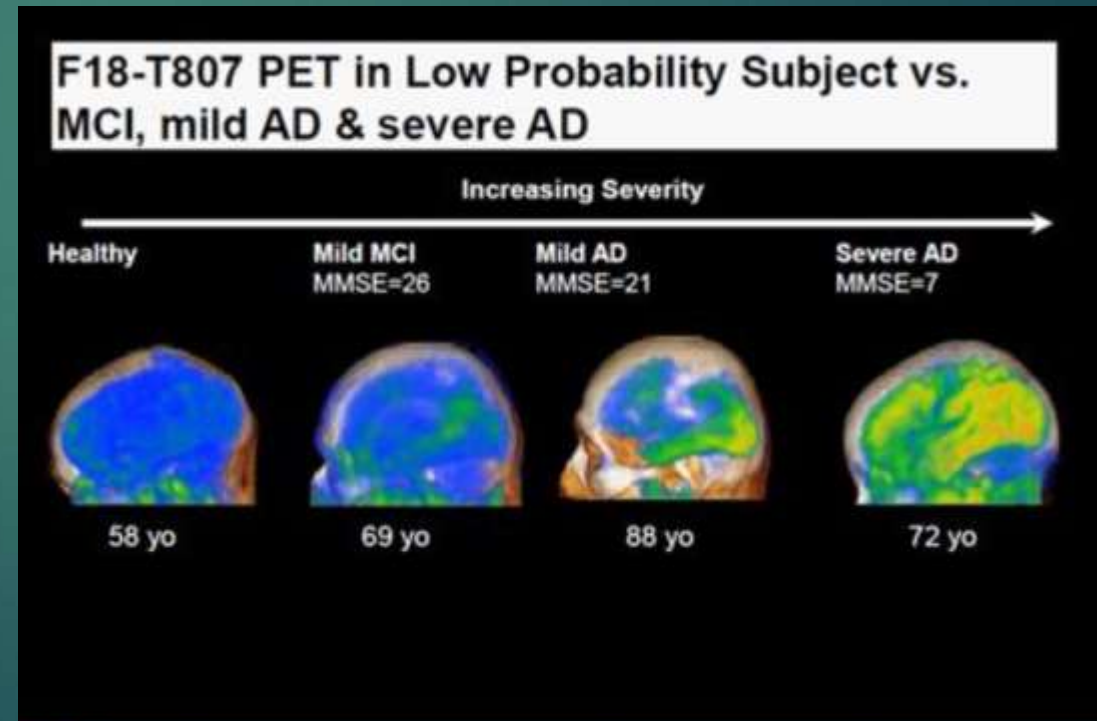 F18-T807 PET in Low Probability Subject vs.
MCI, mild AD & severe AD
Increasing Severity
Healthy
Mild MCI
MMSE=26
Mild AD
MMSE=21
Severe AD
MMSE=7
58 yo
69 yo
88 yo
72 yo